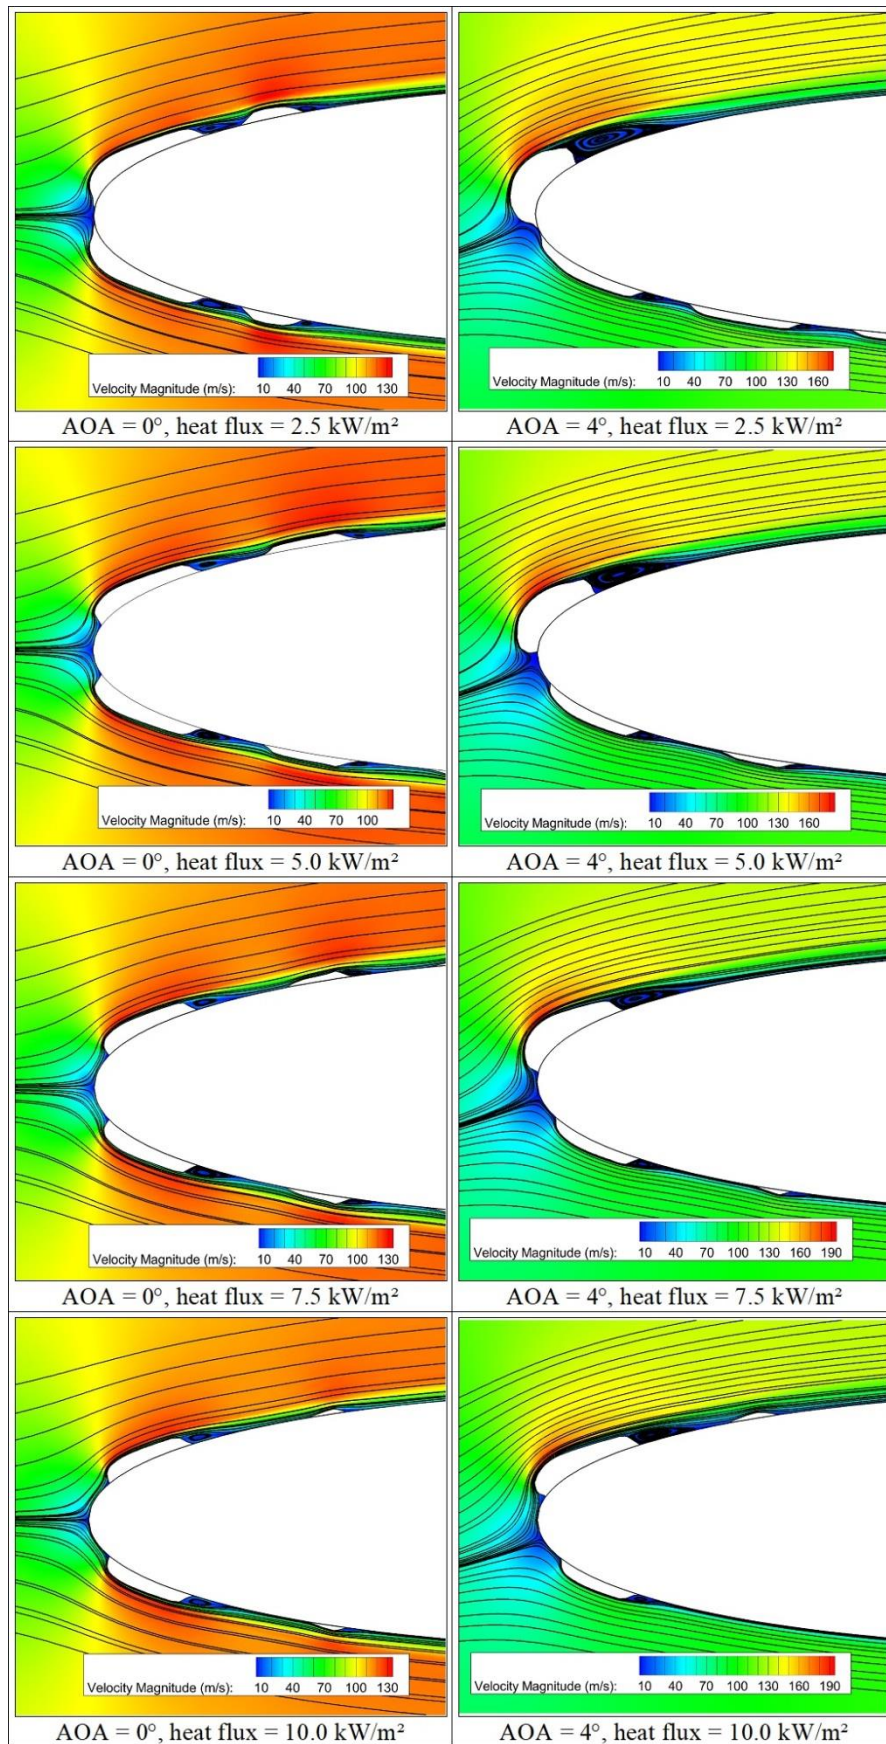 10 40 70 100 130
Velocity Magnitude (m/s):
10 40 70 100 130 160
Velocity Magnitude (m/s):
AOA = 0°, heat flux = 2.5 kW/m²
AOA = 4°, heat flux = 2.5 kW/m²
10 40 70 100
Velocity Magnitude (m/s):
10 40 70 100 130 160
Velocity Magnitude (m/s):
AOA = 0°, heat flux = 5.0 kW/m²
AOA = 4°, heat flux = 5.0 kW/m²
10 40 70 100 130
Velocity Magnitude (m/s):
10 40 70 100 130 160 190
Velocity Magnitude (m/s):
AOA = 0°, heat flux = 7.5 kW/m²
AOA = 4°, heat flux = 7.5 kW/m²
10 40 70 100 130
Velocity Magnitude (m/s):
10 40 70 100 130 160 190
Velocity Magnitude (m/s):
AOA = 0°, heat flux = 10.0 kW/m²
AOA = 4°, heat flux = 10.0 kW/m²